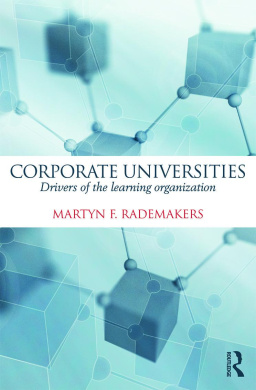 CORPORATE UNIVERSITIES
Drivers of the learning organization
MARTYN F. RADEMAKERS
ROUTLEDGE